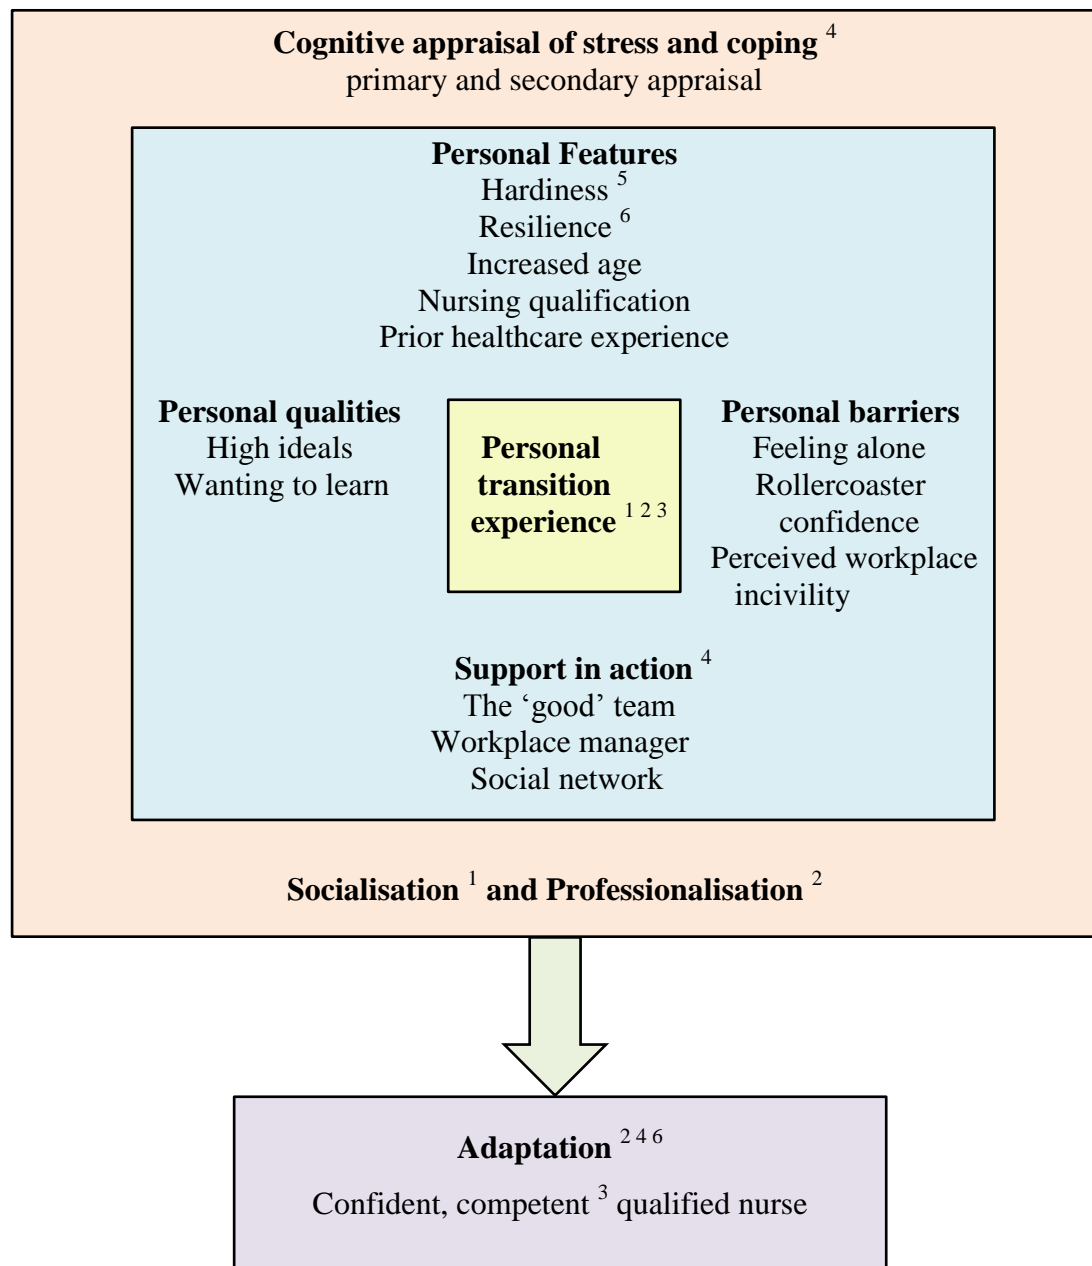 Cognitive appraisal of stress and coping 4
primary and secondary appraisal
Personal Features
Hardiness 5
Resilience 6
Increased age
Nursing qualification
Prior healthcare experience
Personal qualities
High ideals
Wanting to learn
Personal
transition
experience 1 2 3
Personal barriers
Feeling alone
Rollercoaster
confidence
Perceived workplace
incivility
Support in action 4
The ‘good’ team
Workplace manager
Social network
Socialisation 1 and Professionalisation 2
Adaptation 2 4 6
Confident, competent 3 qualified nurse